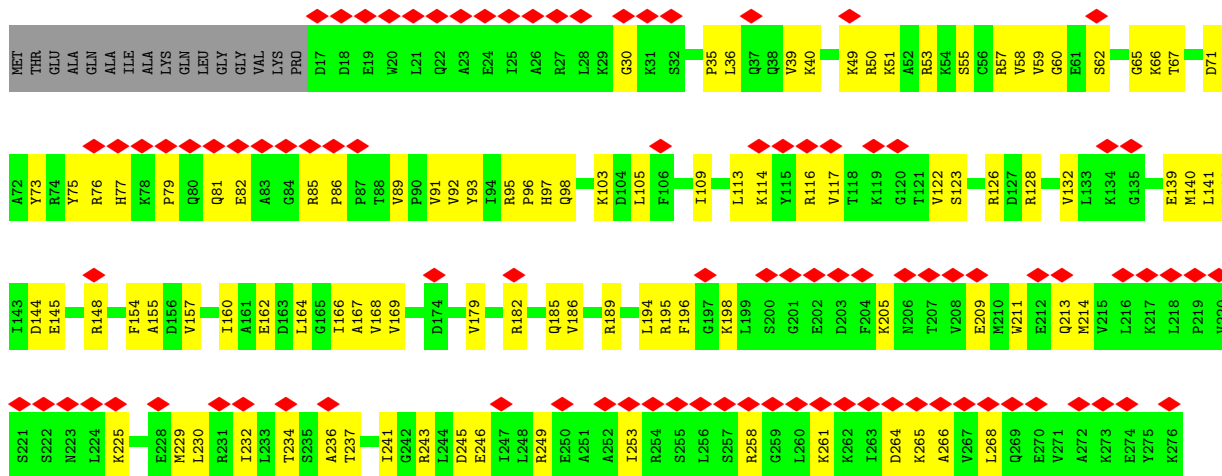 MET THR GLU ALA GLN ALA ILE ALA LYS GLN LEU GLY GLY VAL LYS PRO D17 D18 E19 W20 L21 Q22 A23 E24 I25 A26 R27 L28 K29 G30 K31 S32 P35 L36 Q37 Q38 V39 K40 K49 R50 K51 A52 R53 K54 S55 C56 R57 V58 V59 G60 E61 S62 G65 K66 T67 D71
A72 Y73 R74 Y75 R76 H77 K78 P79 Q80 Q81 E82 A83 G84 R85 P86 P87 T88 V89 P90 V91 V92 Y93 I94 R95 P96 H97 Q98 K103 D104 L105 F106 I109 L113 K114 Y115 R116 V117 T118 K119 G120 T121 V122 S123 R126 D127 R128 V132 L133 K134 G135 E139 M140 L141
I143 D144 E145 R148 F154 A155 D156 V157 I160 A161 E162 D163 L164 G165 I166 A167 V168 V169 D174 V179 R182 Q185 V186 R189 L194 R195 F196 G197 K198 L199 S200 G201 E202 D203 F204 K205 N206 T207 V208 E209 M210 W211 E212 Q213 M214 V215 L216 K217 L218 P219
S221 S222 N223 L224 K225 E228 M229 L230 R231 I232 L233 T234 S235 A236 T237 I241 G242 R243 L244 D245 E246 I247 L248 R249 E250 A251 A252 I253 R254 S255 L256 S257 R258 G259 L260 K261 K262 I263 D264 K265 A266 V267 L268 Q269 E270 V271 A272 K273 E274 Y275 K276